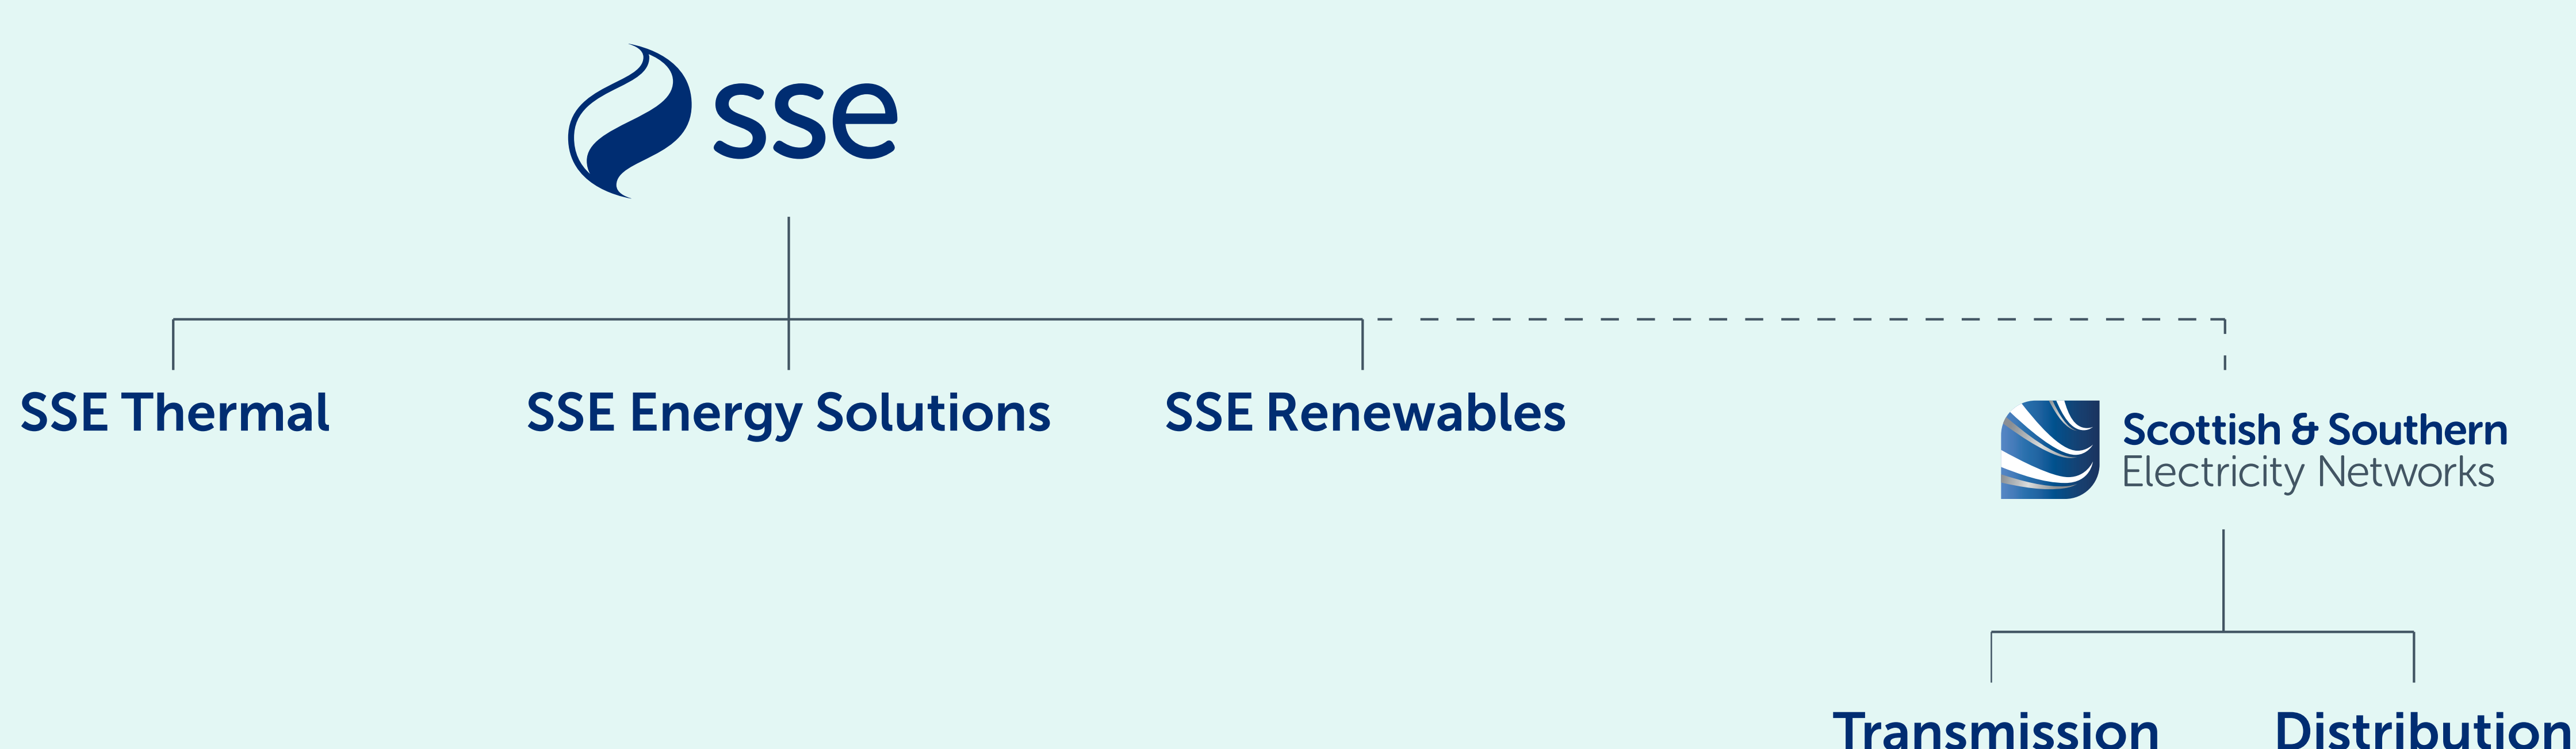 sse
SSE Thermal
SSE Energy Solutions
SSE Renewables
Scottish & Southern
Electricity Networks
Transmission
Distribution